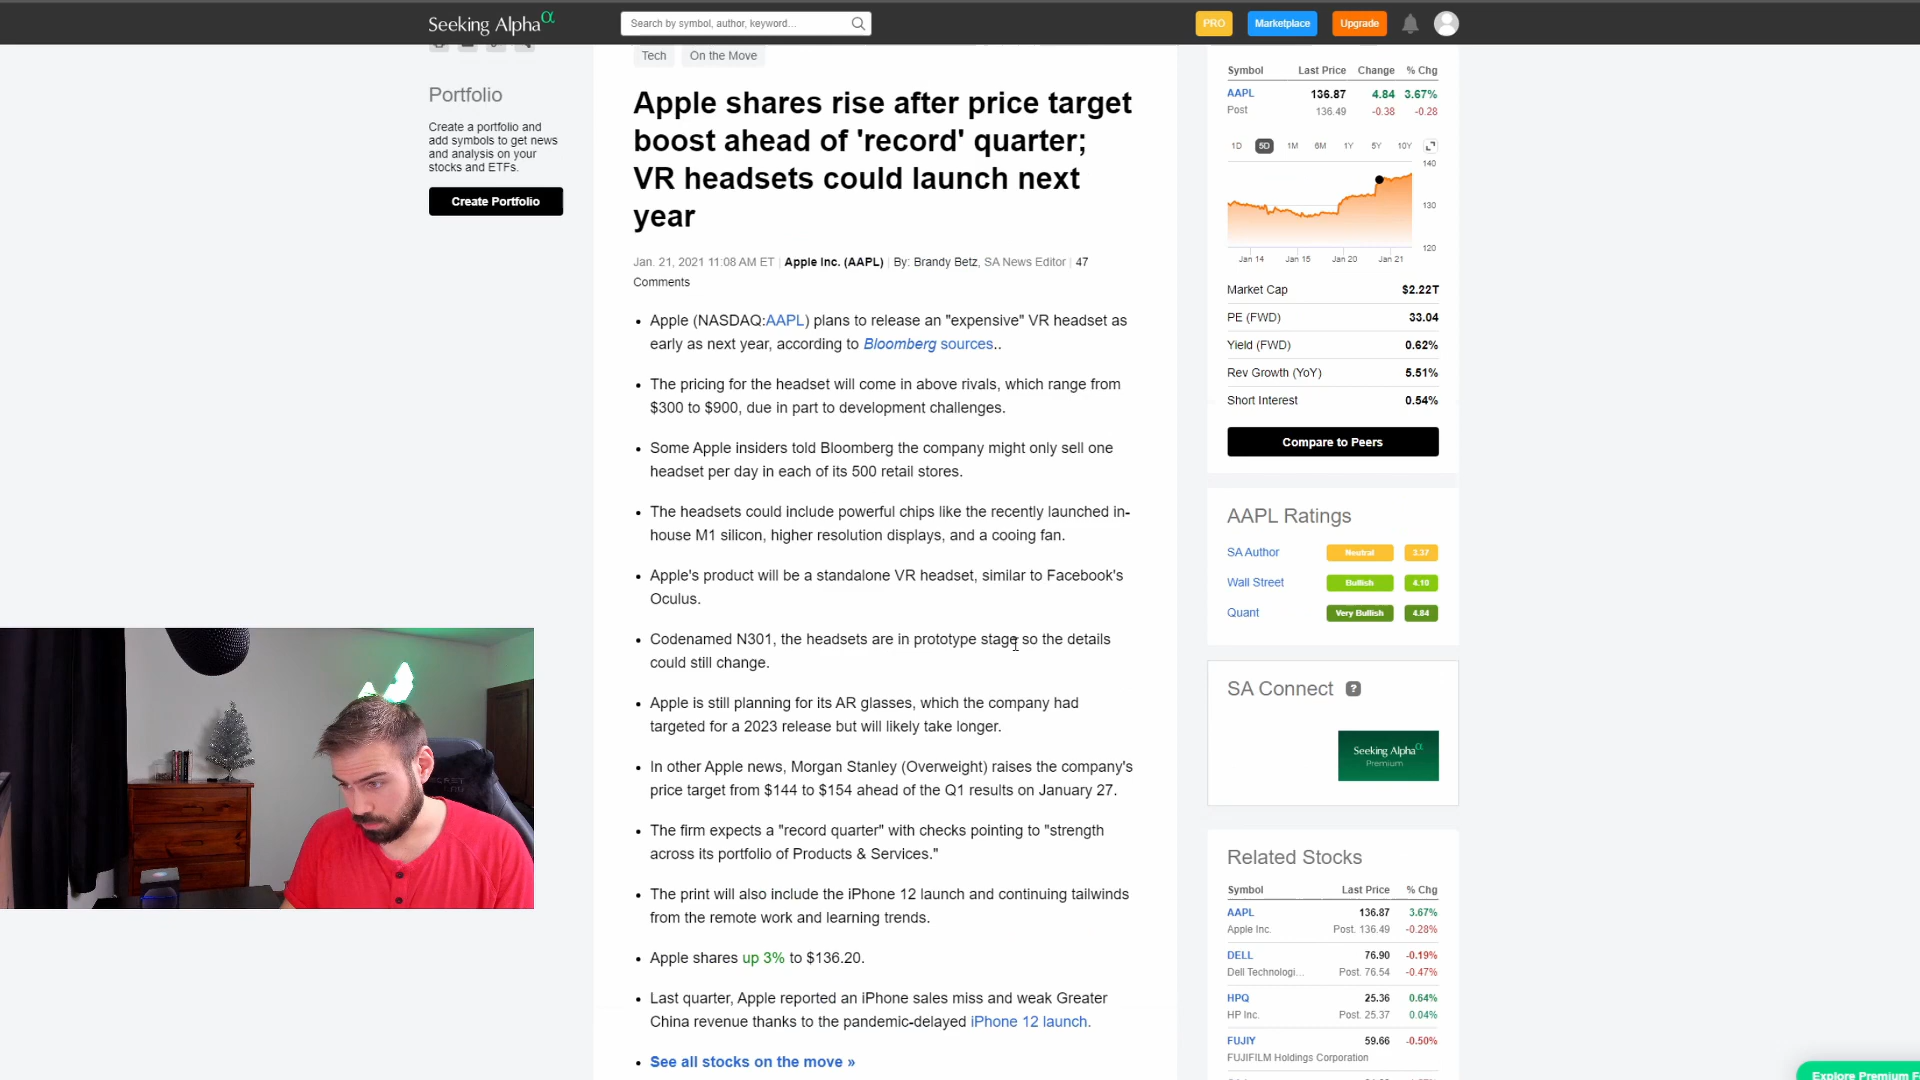 Seeking Alpha α
Search by symbol, author, keyword...
PRO
Marketplace
Upgrade
Portfolio
Create a portfolio and
add symbols to get news
and analysis on your
stocks and ETFs.
Create Portfolio
Tech
On the Move
Apple shares rise after price target
boost ahead of 'record' quarter;
VR headsets could launch next
year
Jan. 21, 2021 11:08 AM ET | Apple Inc. (AAPL) | By: Brandy Betz, SA News Editor | 47
Comments
• Apple (NASDAQ:AAPL) plans to release an "expensive" VR headset as
early as next year, according to Bloomberg sources..
• The pricing for the headset will come in above rivals, which range from
$300 to $900, due in part to development challenges.
• Some Apple insiders told Bloomberg the company might only sell one
headset per day in each of its 500 retail stores.
• The headsets could include powerful chips like the recently launched in-
house M1 silicon, higher resolution displays, and a cooing fan.
• Apple's product will be a standalone VR headset, similar to Facebook's
Oculus.
• Codenamed N301, the headsets are in prototype stage so the details
could still change.
• Apple is still planning for its AR glasses, which the company had
targeted for a 2023 release but will likely take longer.
• In other Apple news, Morgan Stanley (Overweight) raises the company's
price target from $144 to $154 ahead of the Q1 results on January 27.
• The firm expects a "record quarter" with checks pointing to "strength
across its portfolio of Products & Services."
• The print will also include the iPhone 12 launch and continuing tailwinds
from the remote work and learning trends.
• Apple shares up 3% to $136.20.
• Last quarter, Apple reported an iPhone sales miss and weak Greater
China revenue thanks to the pandemic-delayed iPhone 12 launch.
• See all stocks on the move »
Symbol Last Price Change % Chg
AAPL 136.87 4.84 3.67%
Post 136.49 -0.38 -0.28
1D 5D 1M 6M 1Y 5Y 10Y
140
130
120
Jan 14 Jan 15 Jan 20 Jan 21
Market Cap $2.22T
PE (FWD) 33.04
Yield (FWD) 0.62%
Rev Growth (YoY) 5.51%
Short Interest 0.54%
Compare to Peers
AAPL Ratings
SA Author Neutral 3.37
Wall Street Bullish 4.10
Quant Very Bullish 4.84
SA Connect ?
Seeking Alpha α
Premium
Related Stocks
Symbol Last Price % Chg
AAPL 136.87 3.67%
Apple Inc. Post. 136.49 -0.28%
DELL 76.90 -0.19%
Dell Technologi... Post. 76.54 -0.47%
HPQ 25.36 0.64%
HP Inc. Post. 25.37 0.04%
FUJIY 59.66 -0.50%
FUJIFILM Holdings Corporation
Explore Premium